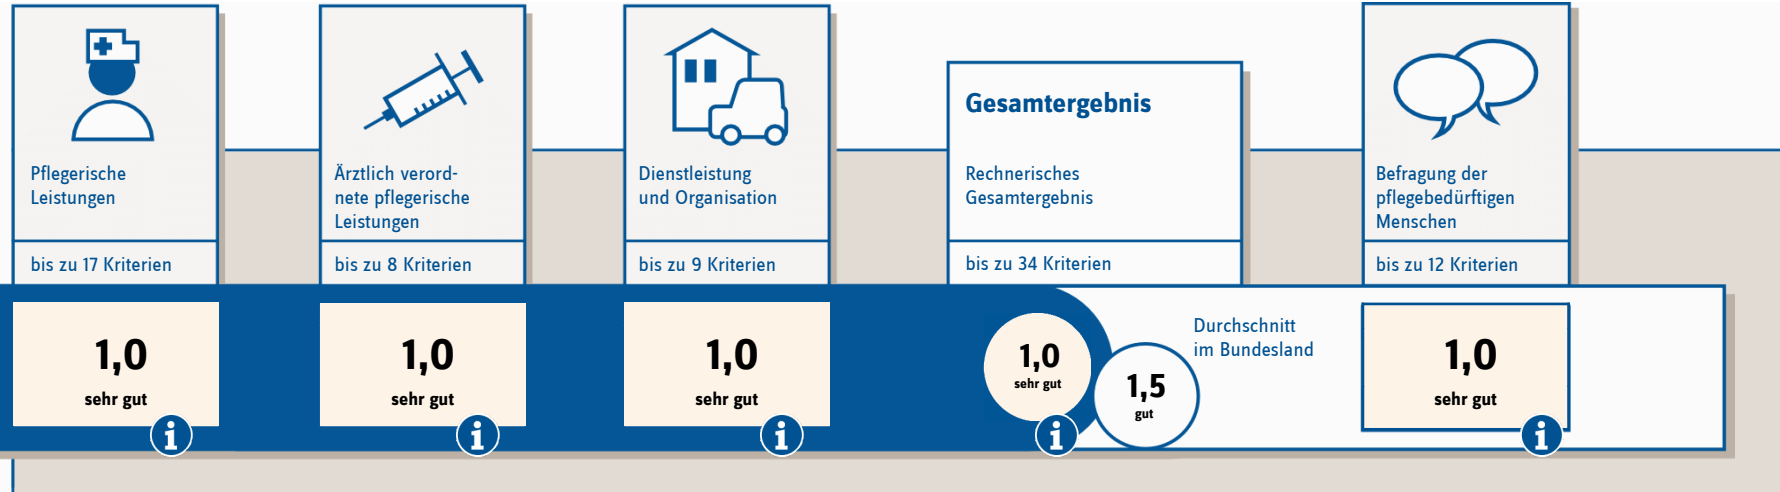 Pflegerische
Leistungen
bis zu 17 Kriterien
1,0
sehr gut
i
Ärztlich verord-
nete pflegerische
Leistungen
bis zu 8 Kriterien
1,0
sehr gut
i
Dienstleistung
und Organisation
bis zu 9 Kriterien
1,0
sehr gut
i
Gesamtergebnis
Rechnerisches
Gesamtergebnis
bis zu 34 Kriterien
1,0
sehr gut
i
1,5
gut
Durchschnitt
im Bundesland
Befragung der
pflegebedürftigen
Menschen
bis zu 12 Kriterien
1,0
sehr gut
i